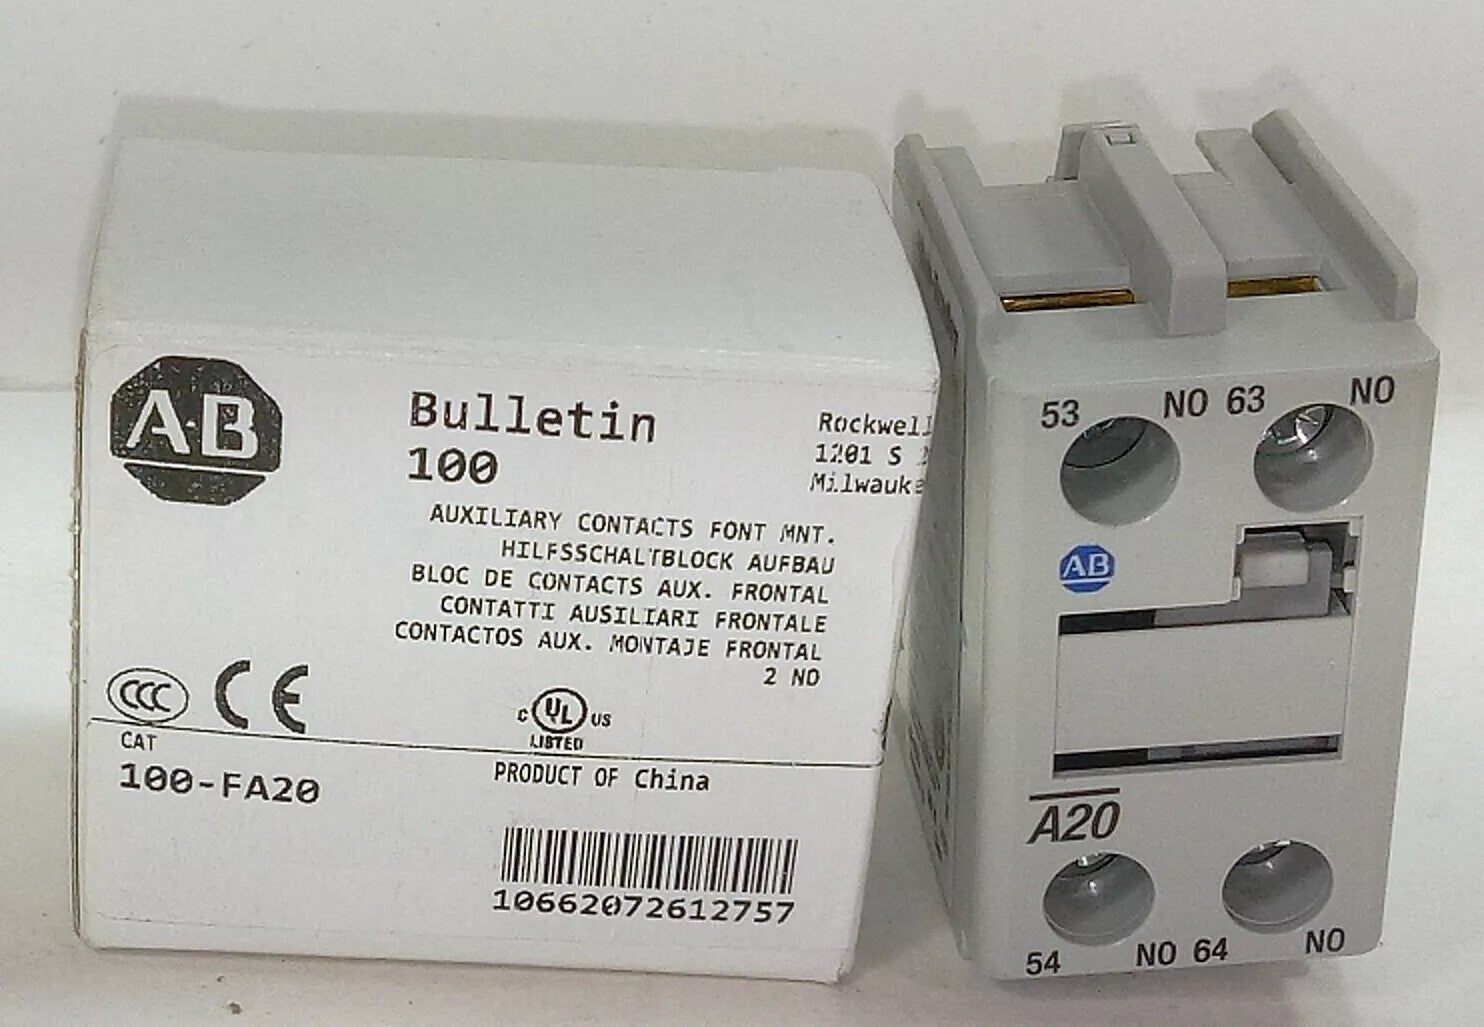 A-B
Bulletin
100
Rockwell
1201 S
Milwauke
AUXILIARY CONTACTS FONT MNT.
HILFSSCHALTBLOCK AUFBAU
BLOC DE CONTACTS AUX. FRONTAL
CONTATTI AUSILIARI FRONTALE
CONTACTOS AUX. MONTAJE FRONTAL
2 NO
CCC CE
C UL US
LISTED
CAT
100-FA20
PRODUCT OF China
10662072612757
53 NO 63 NO
AB
A20
54 NO 64 NO